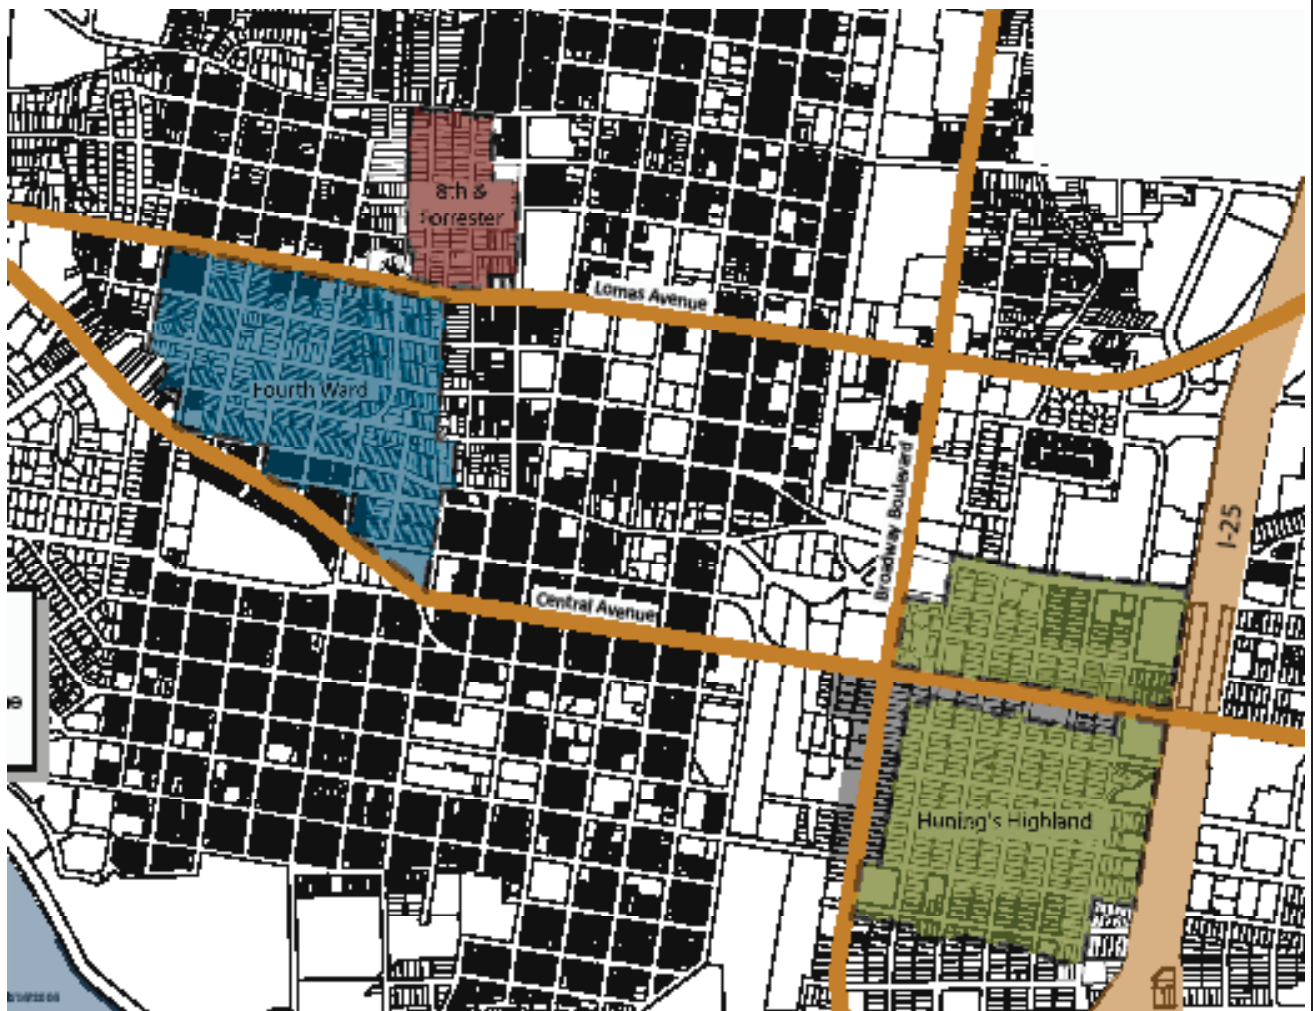 8th &
Forrester
Lomas Avenue
Fourth Ward
Broadway Boulevard
I-25
Central Avenue
e
Huning's Highland